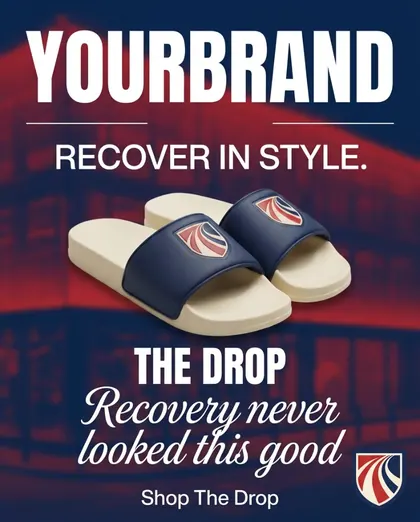 YOURBRAND
RECOVER IN STYLE.
THE DROP
Recovery never
looked this good
Shop The Drop